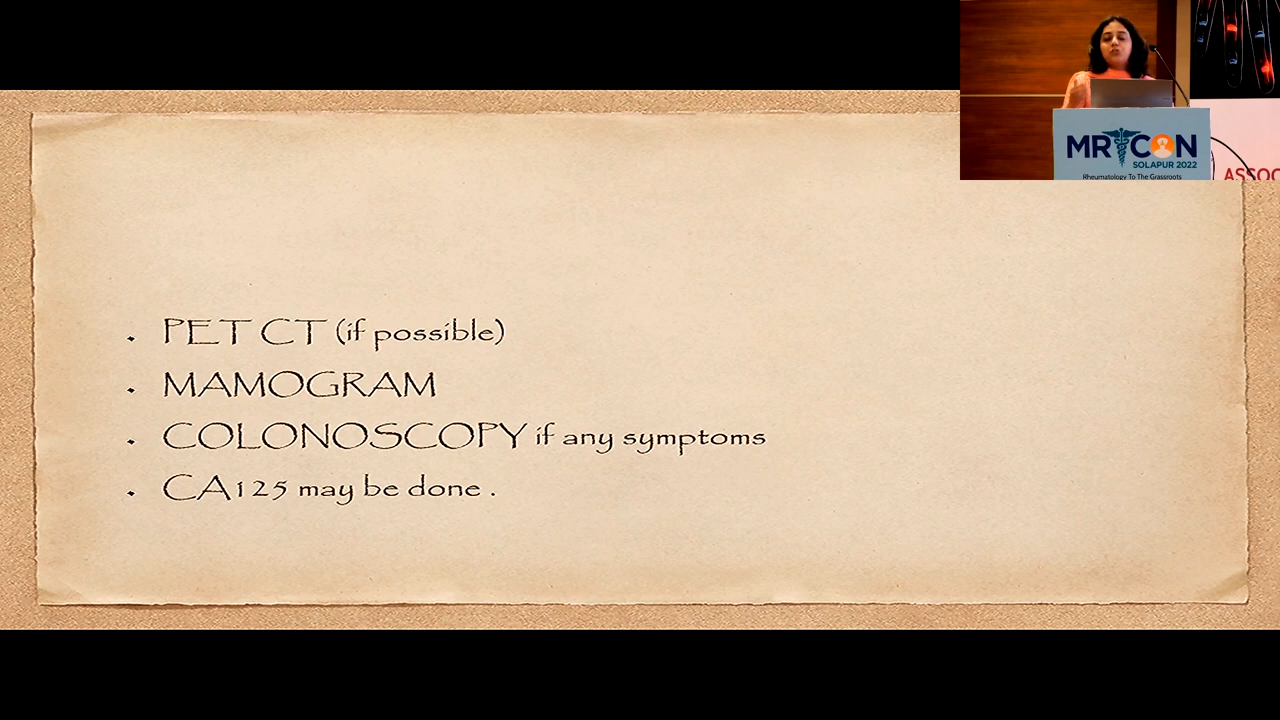 MRCON
SOLAPUR 2022
Rheumatology To The Grassroots
ASSOC
PET CT (if possible)
MAMOGRAM
COLONOSCOPY if any symptoms
CA125 may be done .